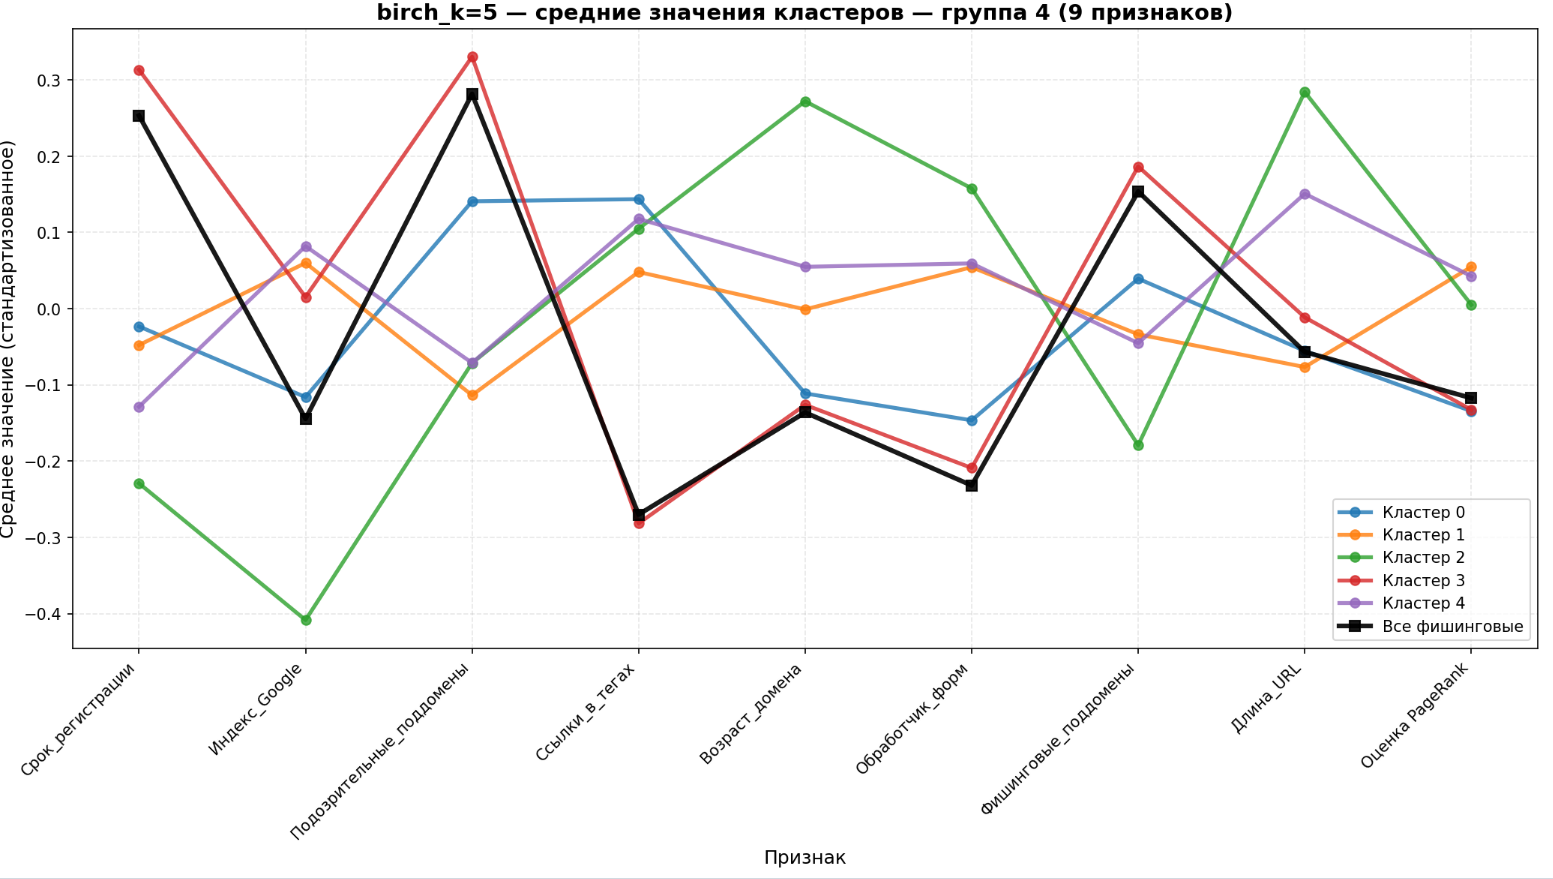 birch_k=5 — средние значения кластеров — группа 4 (9 признаков)
Среднее значение (стандартизованное)
0.3
0.2
0.1
0.0
−0.1
−0.2
−0.3
−0.4
Кластер 0
Кластер 1
Кластер 2
Кластер 3
Кластер 4
Все фишинговые
Срок_регистрации
Индекс_Google
Подозрительные_поддомены
Ссылки_в_тегах
Возраст_домена
Обработчик_форм
Фишинговые_поддомены
Длина_URL
Оценка PageRank
Признак